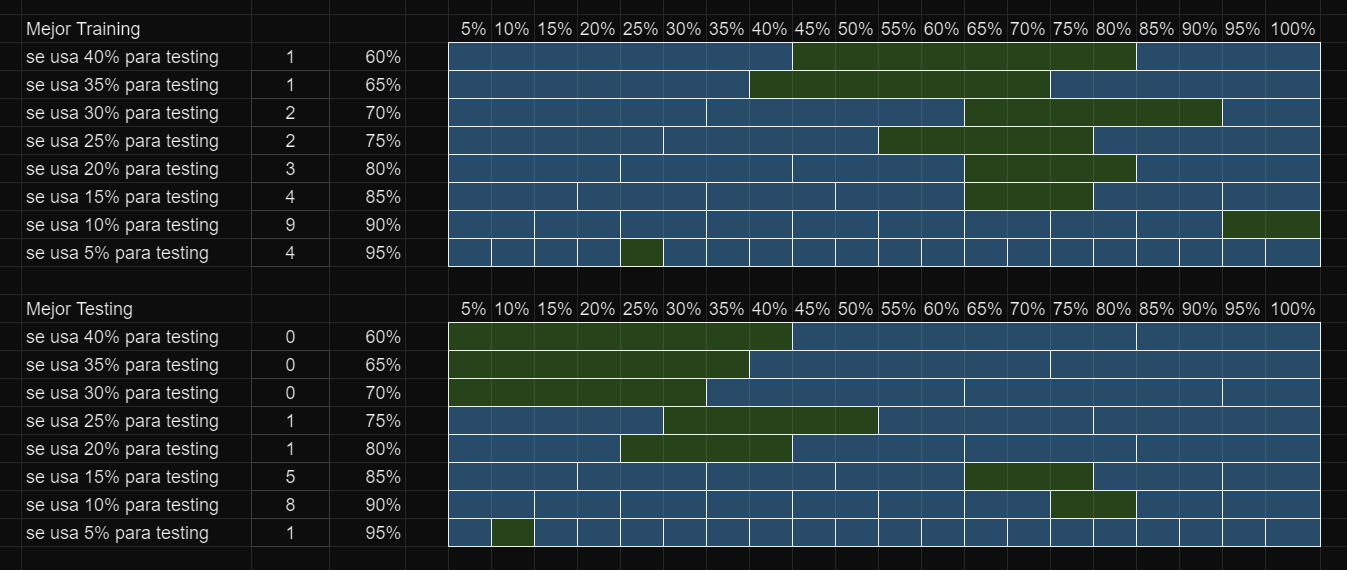 Mejor Training 5% 10% 15% 20% 25% 30% 35% 40% 45% 50% 55% 60% 65% 70% 75% 80% 85% 90% 95% 100%
se usa 40% para testing 1 60%
se usa 35% para testing 1 65%
se usa 30% para testing 2 70%
se usa 25% para testing 2 75%
se usa 20% para testing 3 80%
se usa 15% para testing 4 85%
se usa 10% para testing 9 90%
se usa 5% para testing 4 95%
Mejor Testing 5% 10% 15% 20% 25% 30% 35% 40% 45% 50% 55% 60% 65% 70% 75% 80% 85% 90% 95% 100%
se usa 40% para testing 0 60%
se usa 35% para testing 0 65%
se usa 30% para testing 0 70%
se usa 25% para testing 1 75%
se usa 20% para testing 1 80%
se usa 15% para testing 5 85%
se usa 10% para testing 8 90%
se usa 5% para testing 1 95%